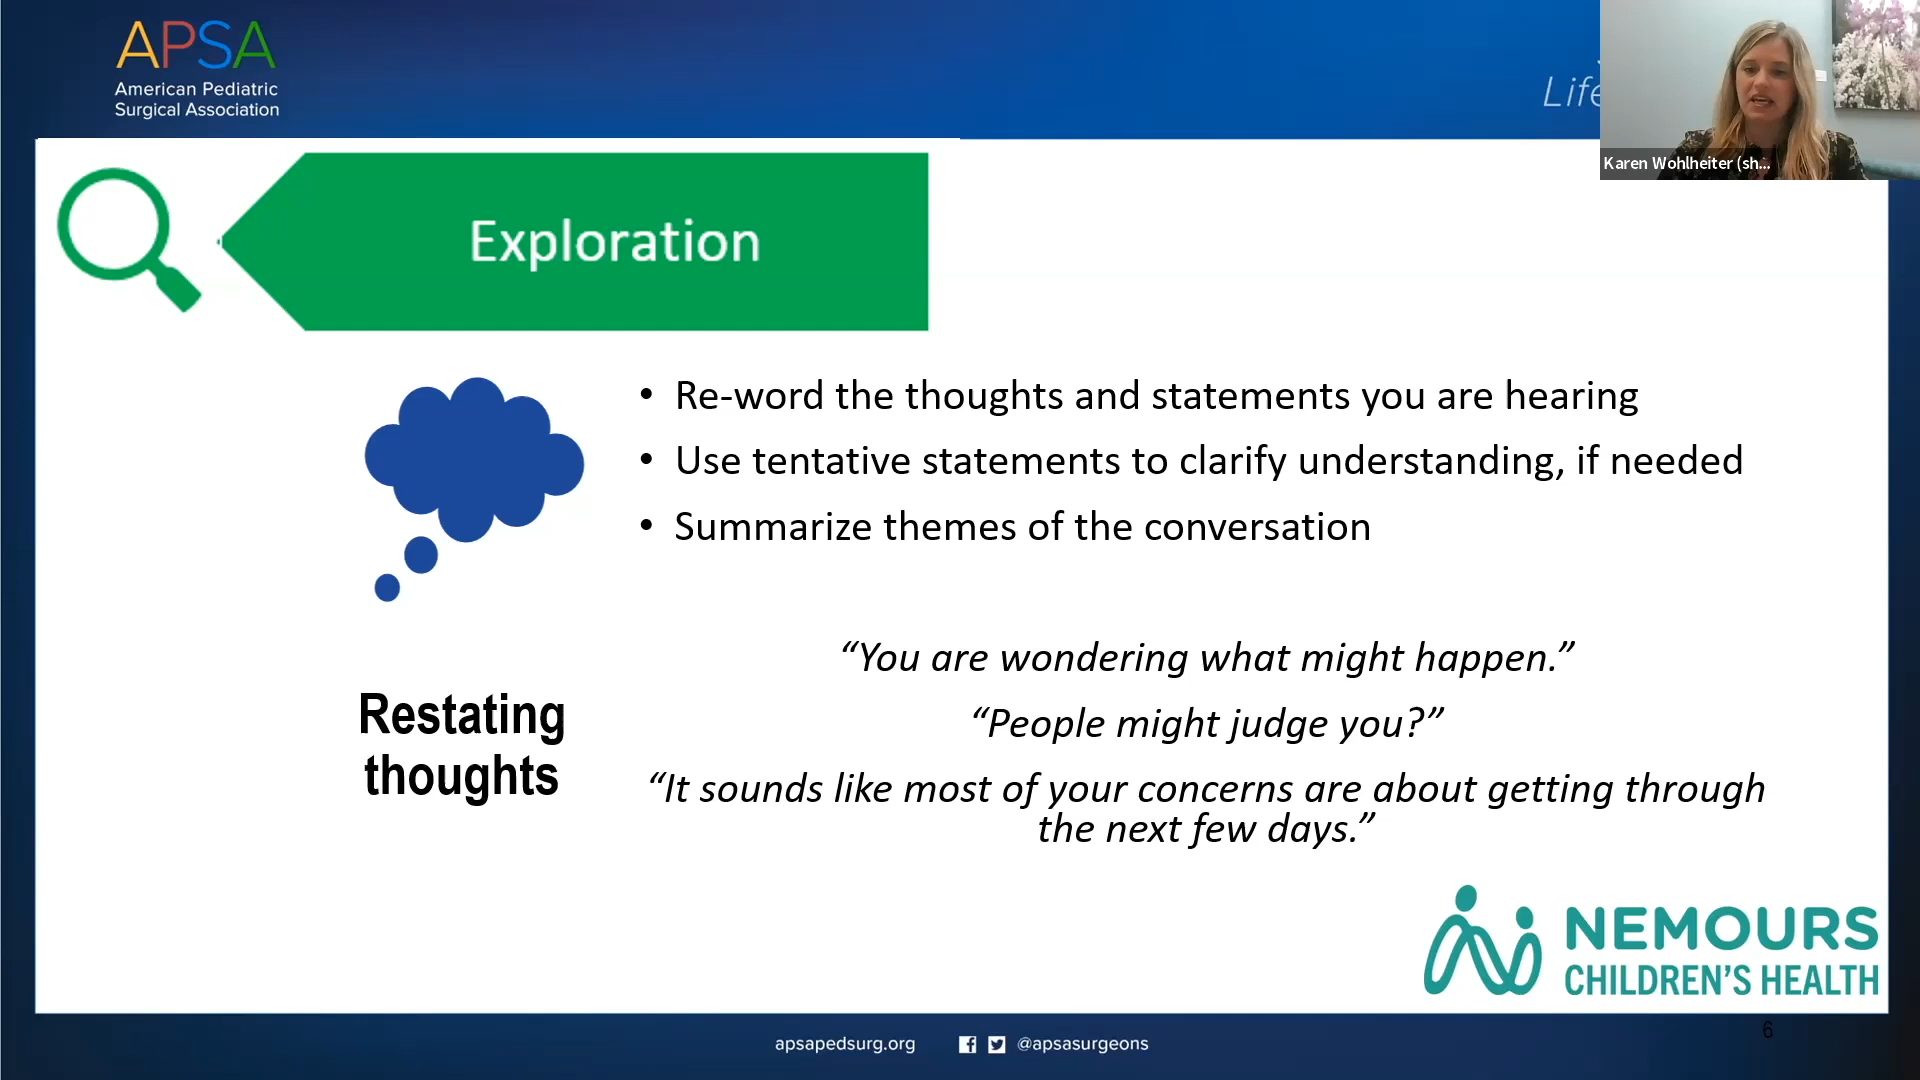 APSA
American Pediatric
Surgical Association
Life
Karen Wohlheiter (sh...
Exploration
• Re-word the thoughts and statements you are hearing
• Use tentative statements to clarify understanding, if needed
• Summarize themes of the conversation
Restating
thoughts
“You are wondering what might happen.”
“People might judge you?”
“It sounds like most of your concerns are about getting through
the next few days.”
NEMOURS
CHILDREN’S HEALTH
6
apsapedsurg.org
@apsasurgeons